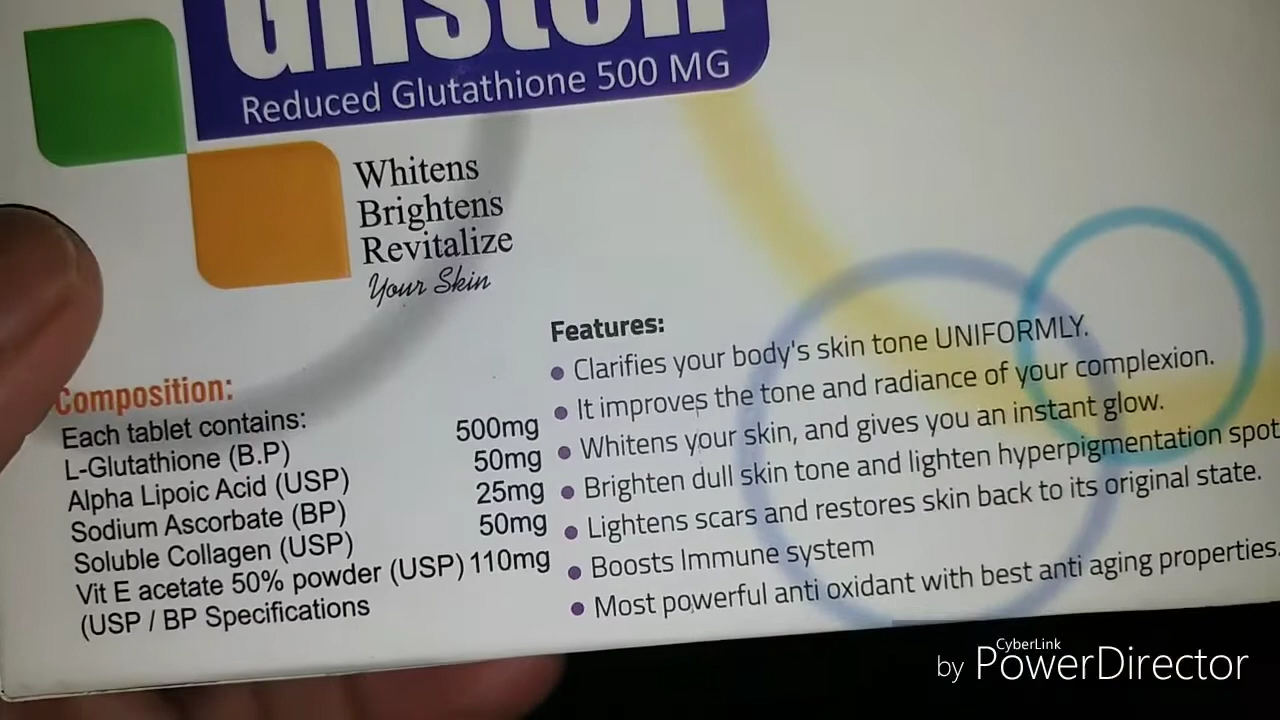 Reduced Glutathione 500 MG
Whitens
Brightens
Revitalize
Your Skin
Composition:
Each tablet contains:
L-Glutathione (B.P) 500mg
Alpha Lipoic Acid (USP) 50mg
Sodium Ascorbate (BP) 25mg
Soluble Collagen (USP) 50mg
Vit E acetate 50% powder (USP) 110mg
(USP / BP Specifications
Features:
• Clarifies your body's skin tone UNIFORMLY.
• It improves the tone and radiance of your complexion.
• Whitens your skin, and gives you an instant glow.
• Brighten dull skin tone and lighten hyperpigmentation spot
• Lightens scars and restores skin back to its original state.
• Boosts Immune system
• Most powerful anti oxidant with best anti aging properties.
CyberLink
by PowerDirector